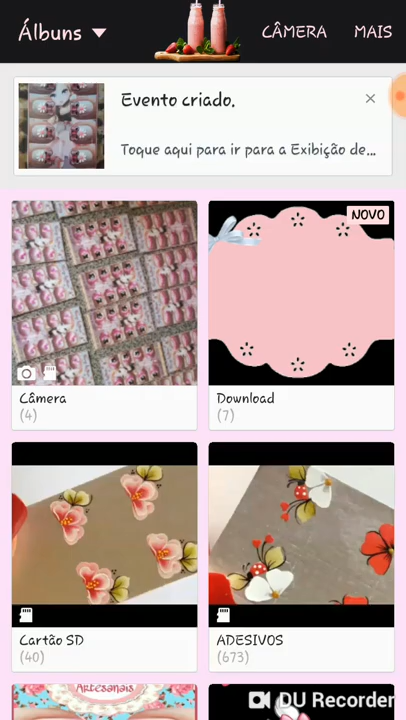 Álbuns
CÂMERA
MAIS
Evento criado.
Toque aqui para ir para a Exibição de...
NOVO
Câmera
(4)
Download
(7)
Cartão SD
(40)
ADESIVOS
(673)
Artesanais
DU Recorder